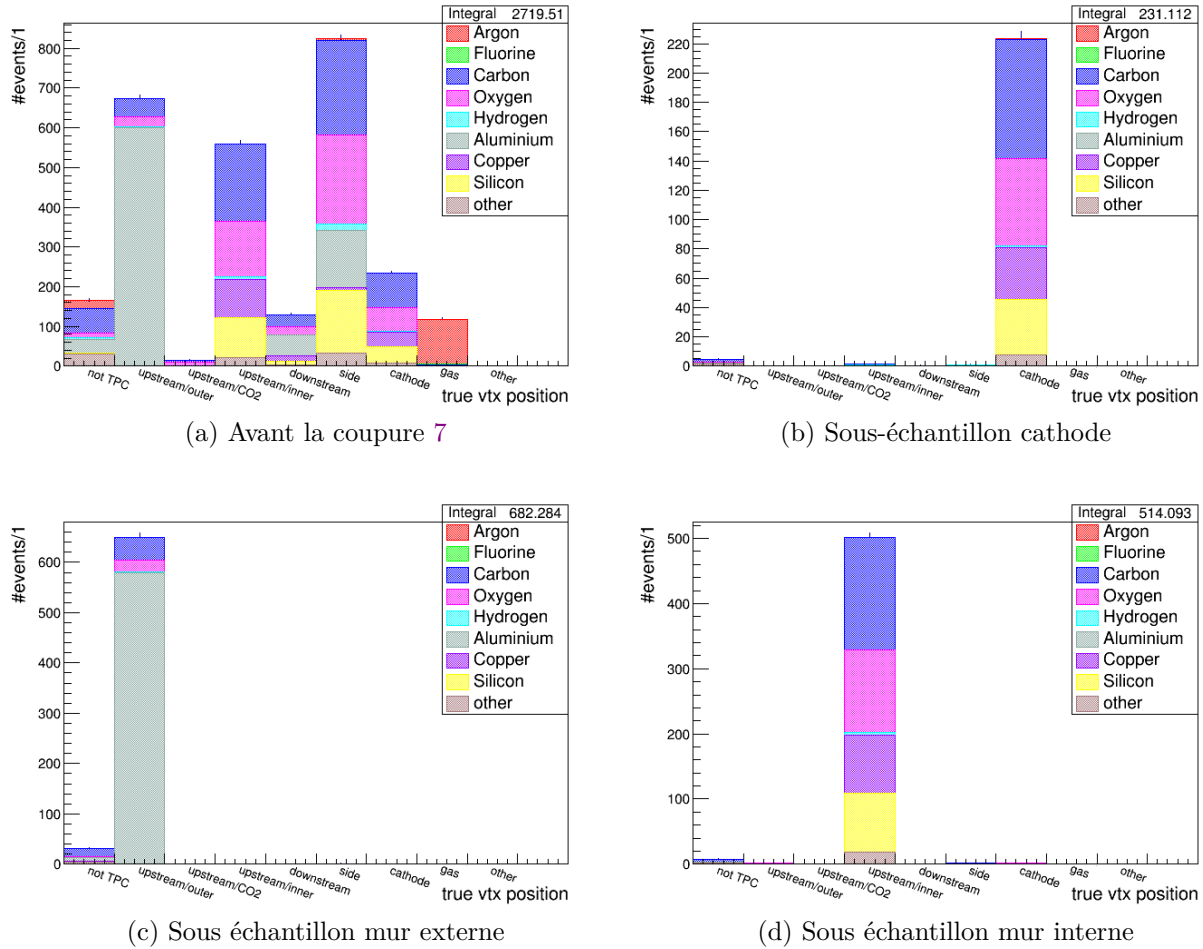 Integral 2719.51
#events/1
800
700
600
500
400
300
200
100
0
Argon
Fluorine
Carbon
Oxygen
Hydrogen
Aluminium
Copper
Silicon
other
not TPC upstream/outer upstream/CO2 upstream/inner downstream side cathode gas other
true vtx position
(a) Avant la coupure 7
Integral 231.112
#events/1
220
200
180
160
140
120
100
80
60
40
20
0
Argon
Fluorine
Carbon
Oxygen
Hydrogen
Aluminium
Copper
Silicon
other
not TPC upstream/outer upstream/CO2 upstream/inner downstream side cathode gas other
true vtx position
(b) Sous-échantillon cathode
Integral 682.284
#events/1
600
500
400
300
200
100
0
Argon
Fluorine
Carbon
Oxygen
Hydrogen
Aluminium
Copper
Silicon
other
not TPC upstream/outer upstream/CO2 upstream/inner downstream side cathode gas other
true vtx position
(c) Sous échantillon mur externe
Integral 514.093
#events/1
500
400
300
200
100
0
Argon
Fluorine
Carbon
Oxygen
Hydrogen
Aluminium
Copper
Silicon
other
not TPC upstream/outer upstream/CO2 upstream/inner downstream side cathode gas other
true vtx position
(d) Sous échantillon mur interne